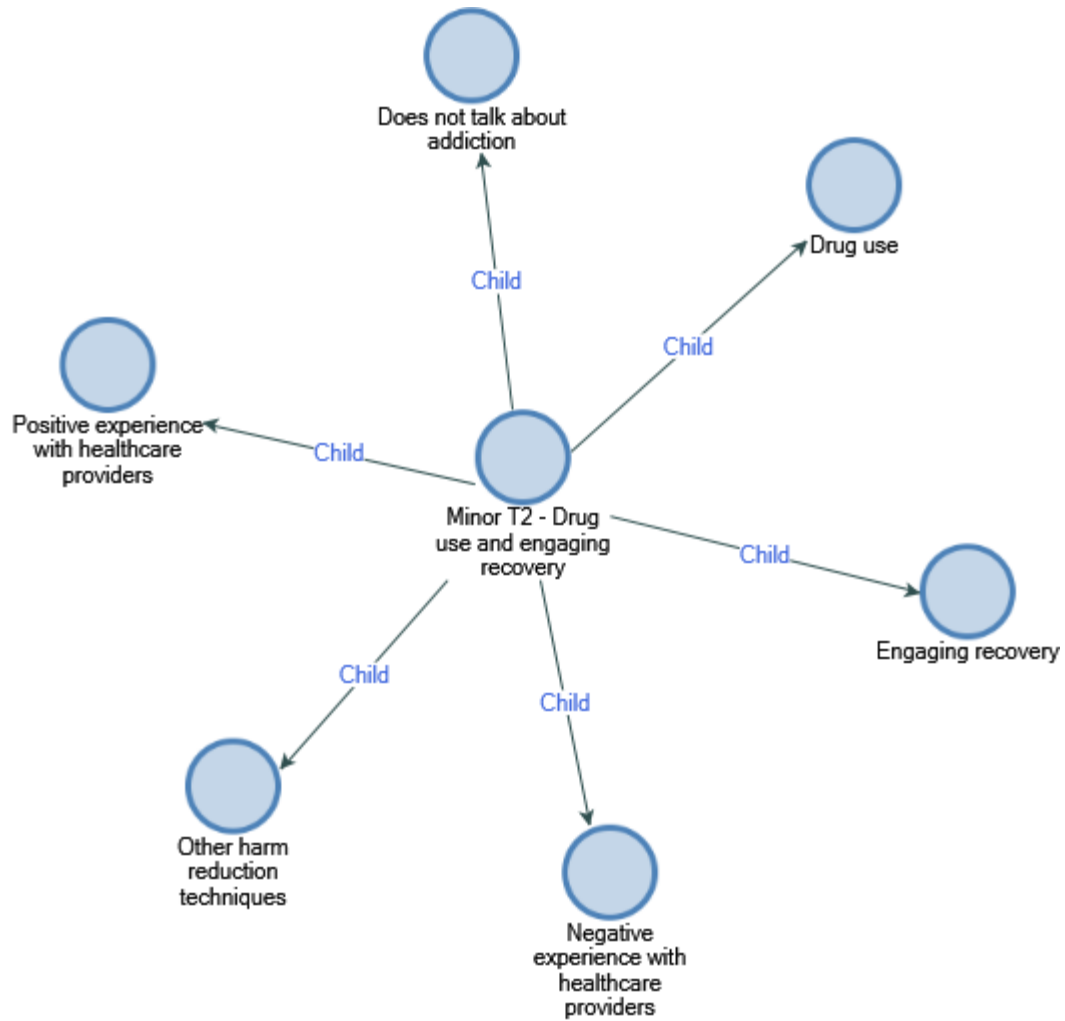 Does not talk about
addiction
Drug use
Child
Child
Positive experience
with healthcare
providers
Child
Minor T2 - Drug
use and engaging
recovery
Child
Engaging recovery
Child
Child
Other harm
reduction
techniques
Negative
experience with
healthcare
providers